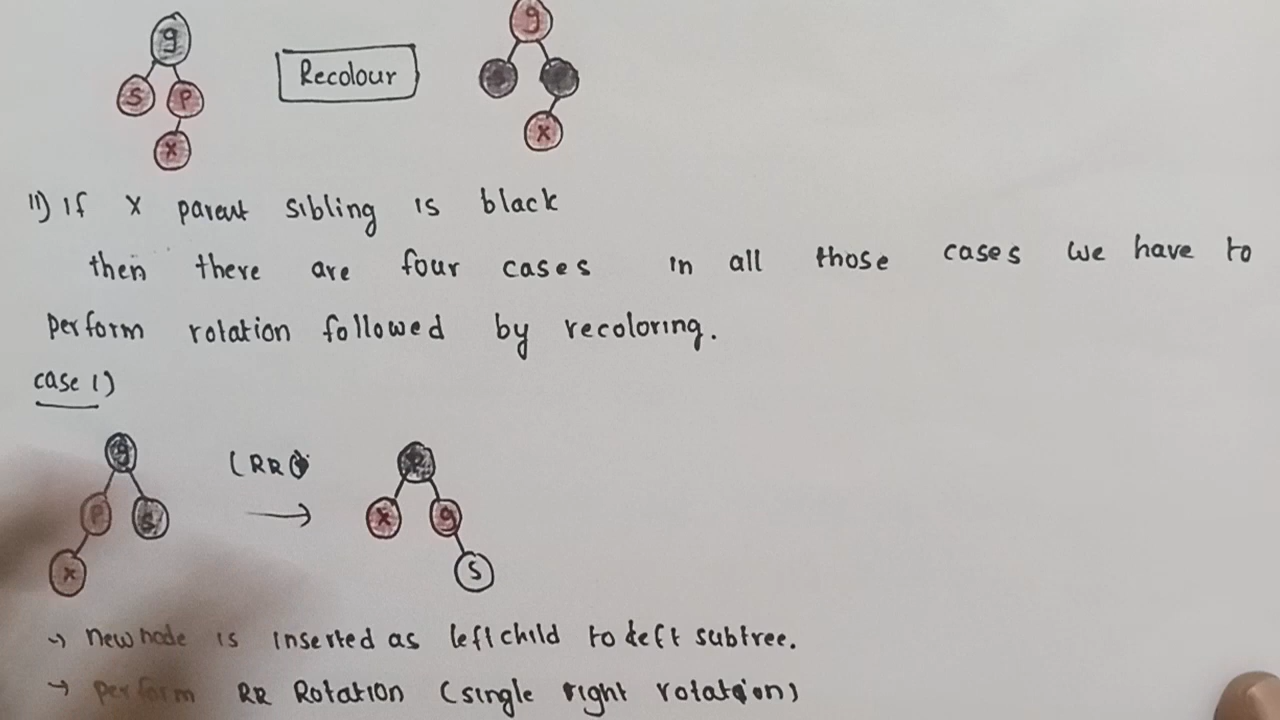 g g
Recolour
S P
X X
II) If X parent sibling is black
then there are four cases in all those cases we have to
perform rotation followed by recoloring.
case 1)
g (RR
P S X g
X S
→ new node is inserted as left child to left subtree.
→ perform RR Rotation (single right rotation)